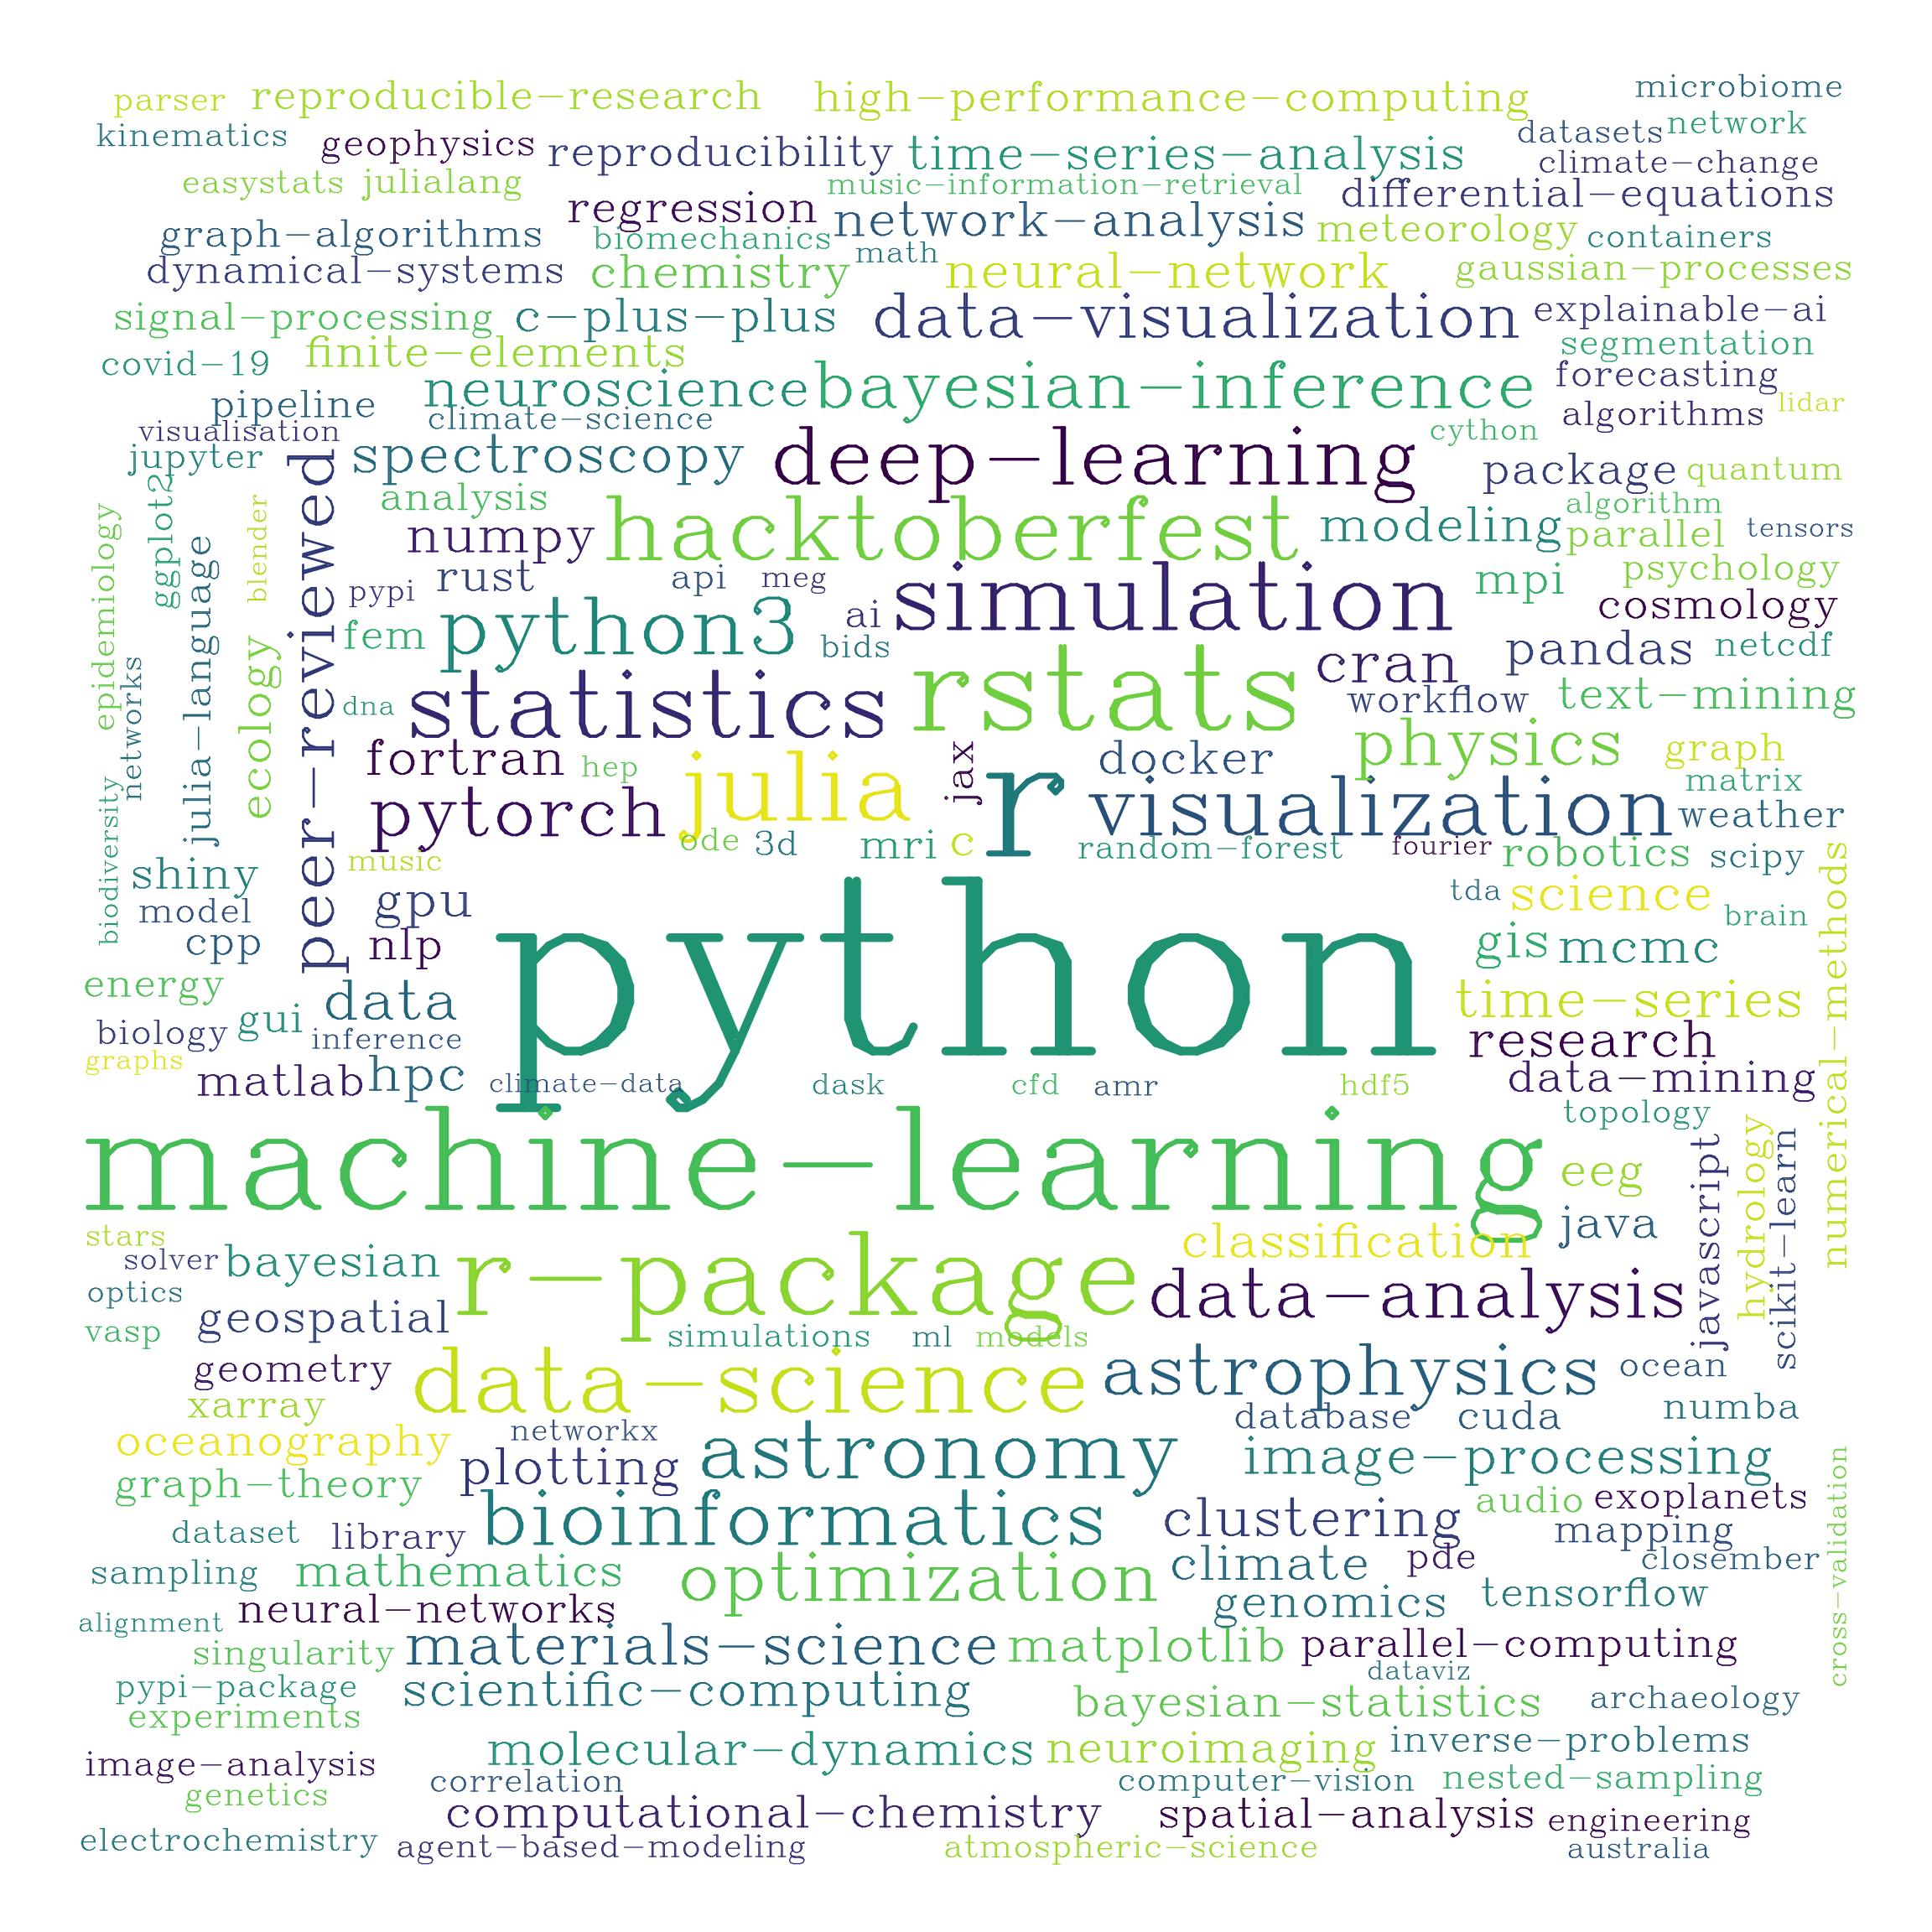 parser reproducible-research high-performance-computing microbiome
kinematics geophysics reproducibility time-series-analysis datasets network
climate-change
easystats julialang music-information-retrieval differential-equations
regression network-analysis meteorology
graph-algorithms biomechanics math containers
dynamical-systems chemistry neural-network gaussian-processes
signal-processing c-plus-plus data-visualization explainable-ai
covid-19 finite-elements segmentation
neuroscience bayesian-inference forecasting
pipeline climate-science algorithms lidar
visualisation cython
jupyter spectroscopy deep-learning package quantum
peer-reviewed
analysis algorithm
ggplot2 blender
numpy hacktoberfest modeling parallel tensors
epidemiology julia-language
pypi rust api meg mpi psychology
simulation cosmology
fem python3 ai bids pandas netcdf
ecology
networks
dna statistics rstats cran workflow text-mining
fortran hep jax docker physics graph
matrix
biodiversity
pytorch julia r visualization weather
ode 3d mri c random-forest fourier robotics scipy
shiny music
numerical-methods
model gpu tda science brain
cpp nlp gis mcmc
energy data python time-series
biology gui inference research
graphs
matlab hpc climate-data dask cfd amr hdf5 data-mining
topology
machine-learning eeg javascript hydrology scikit-learn
stars classification java
solver bayesian r-package
optics data-analysis
vasp geospatial simulations ml models
geometry data-science astrophysics ocean
xarray database cuda numba
oceanography networkx astronomy image-processing
graph-theory plotting audio exoplanets
cross-validation
dataset library bioinformatics clustering mapping
sampling mathematics optimization climate pde closember
alignment neural-networks genomics tensorflow
singularity materials-science matplotlib parallel-computing
dataviz
pypi-package scientific-computing bayesian-statistics archaeology
experiments
image-analysis molecular-dynamics neuroimaging inverse-problems
genetics correlation computer-vision nested-sampling
computational-chemistry spatial-analysis engineering
electrochemistry agent-based-modeling atmospheric-science australia